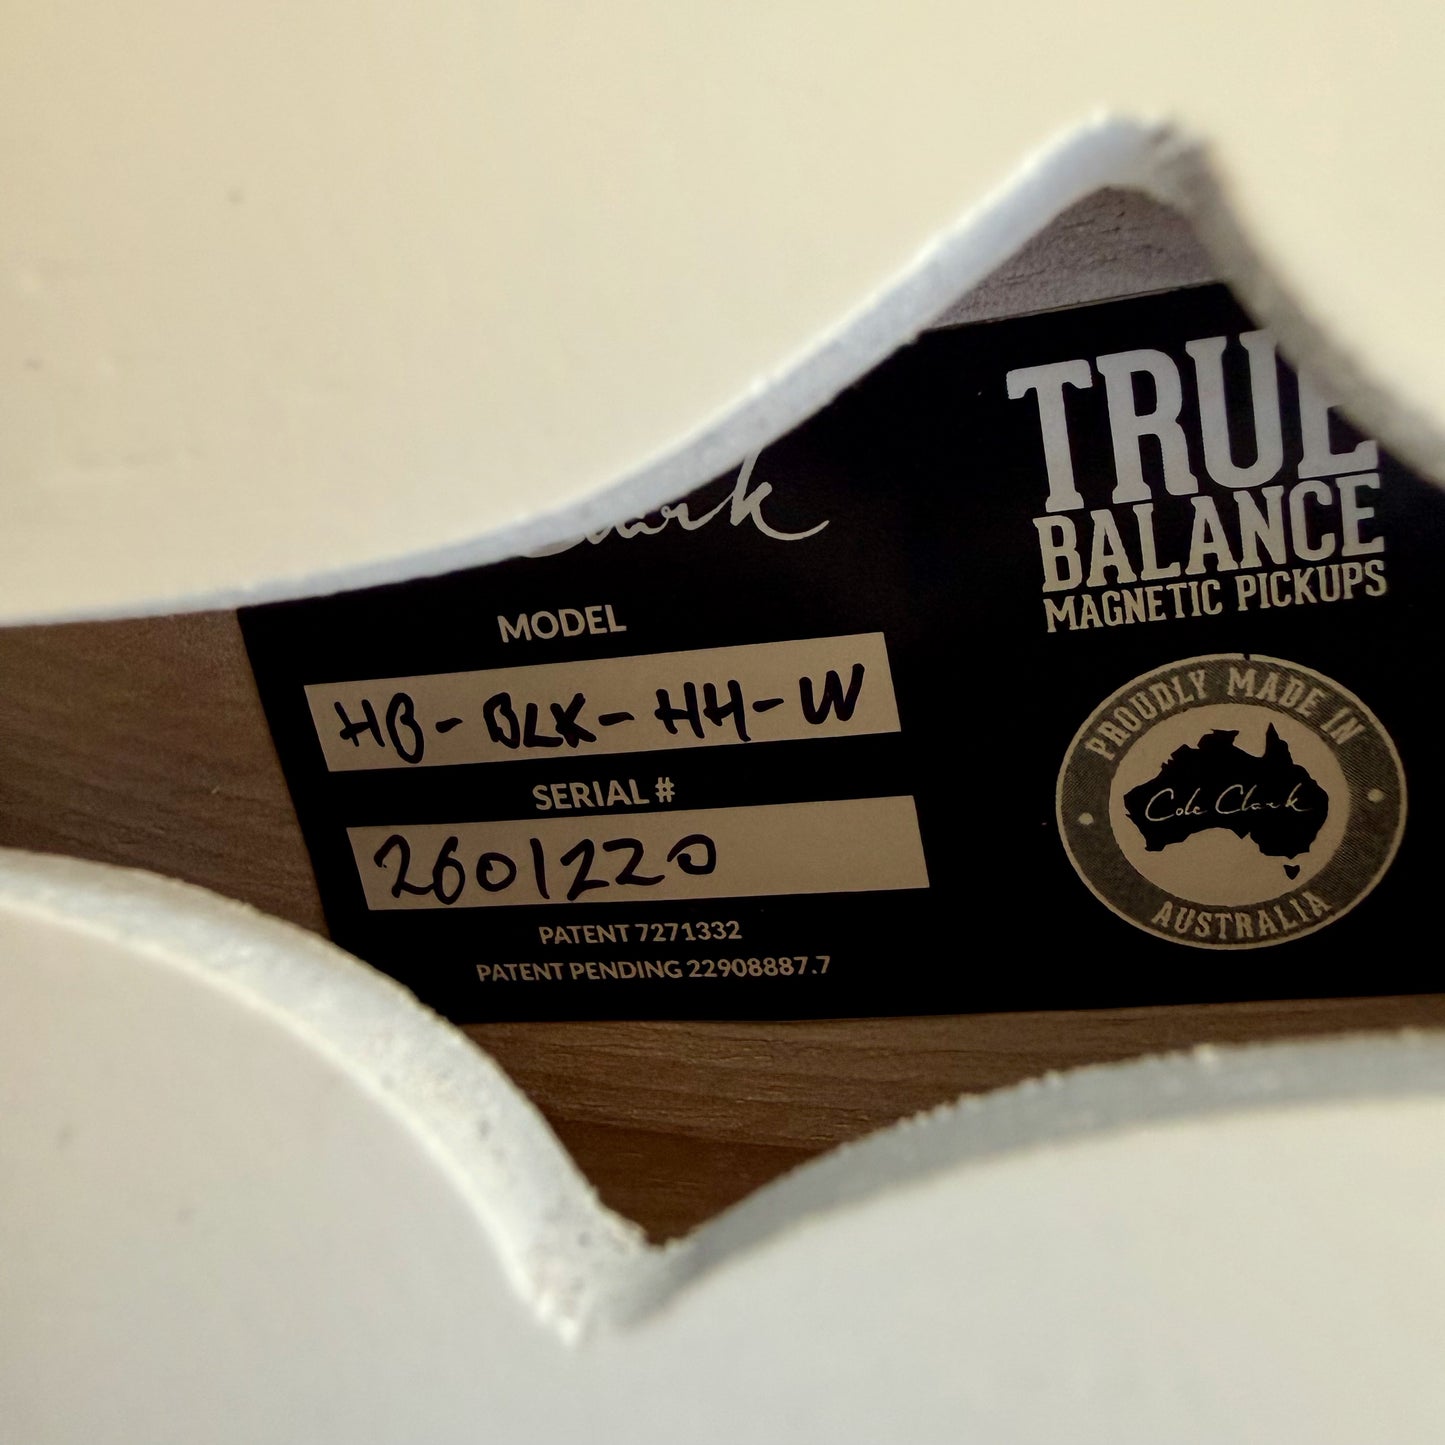 Clark
MODEL
HB-BLK-HH-W
SERIAL #
2601220
PATENT 7271332
PATENT PENDING 22908887.7
TRUE
BALANCE
MAGNETIC PICKUPS
PROUDLY MADE IN
Cole Clark
AUSTRALIA